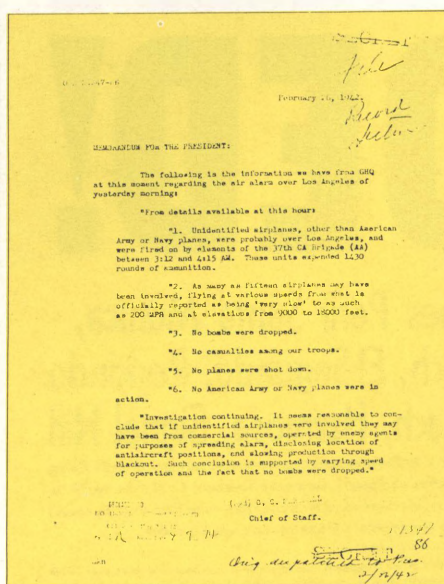 February 26, 1942.
File
Record
MEMORANDUM FOR THE PRESIDENT:
The following is the information we have from GHQ
at this moment regarding the air alarm over Los Angeles of
yesterday morning:
"From details available at this hour:
"1. Unidentified airplanes, other than American
Army or Navy planes, were probably over Los Angeles, and
were fired on by elements of the 37th CA Brigade (AA)
between 3:12 and 4:15 AM. These units expended 1430
rounds of ammunition.
"2. As many as fifteen airplanes may have
been involved, flying at various speeds from what is
officially reported as being 'very slow' to as much
as 200 MPH and at elevations from 9000 to 18000 feet.
"3. No bombs were dropped.
"4. No casualties among our troops.
"5. No planes were shot down.
"6. No American Army or Navy planes were in
action.
"Investigation continuing. It seems reasonable to con-
clude that if unidentified airplanes were involved they may
have been from commercial sources, operated by enemy agents
for purposes of spreading alarm, disclosing location of
antiaircraft positions, and slowing production through
blackout. Such conclusion is supported by varying speed
of operation and the fact that no bombs were dropped."
Chief of Staff.
86